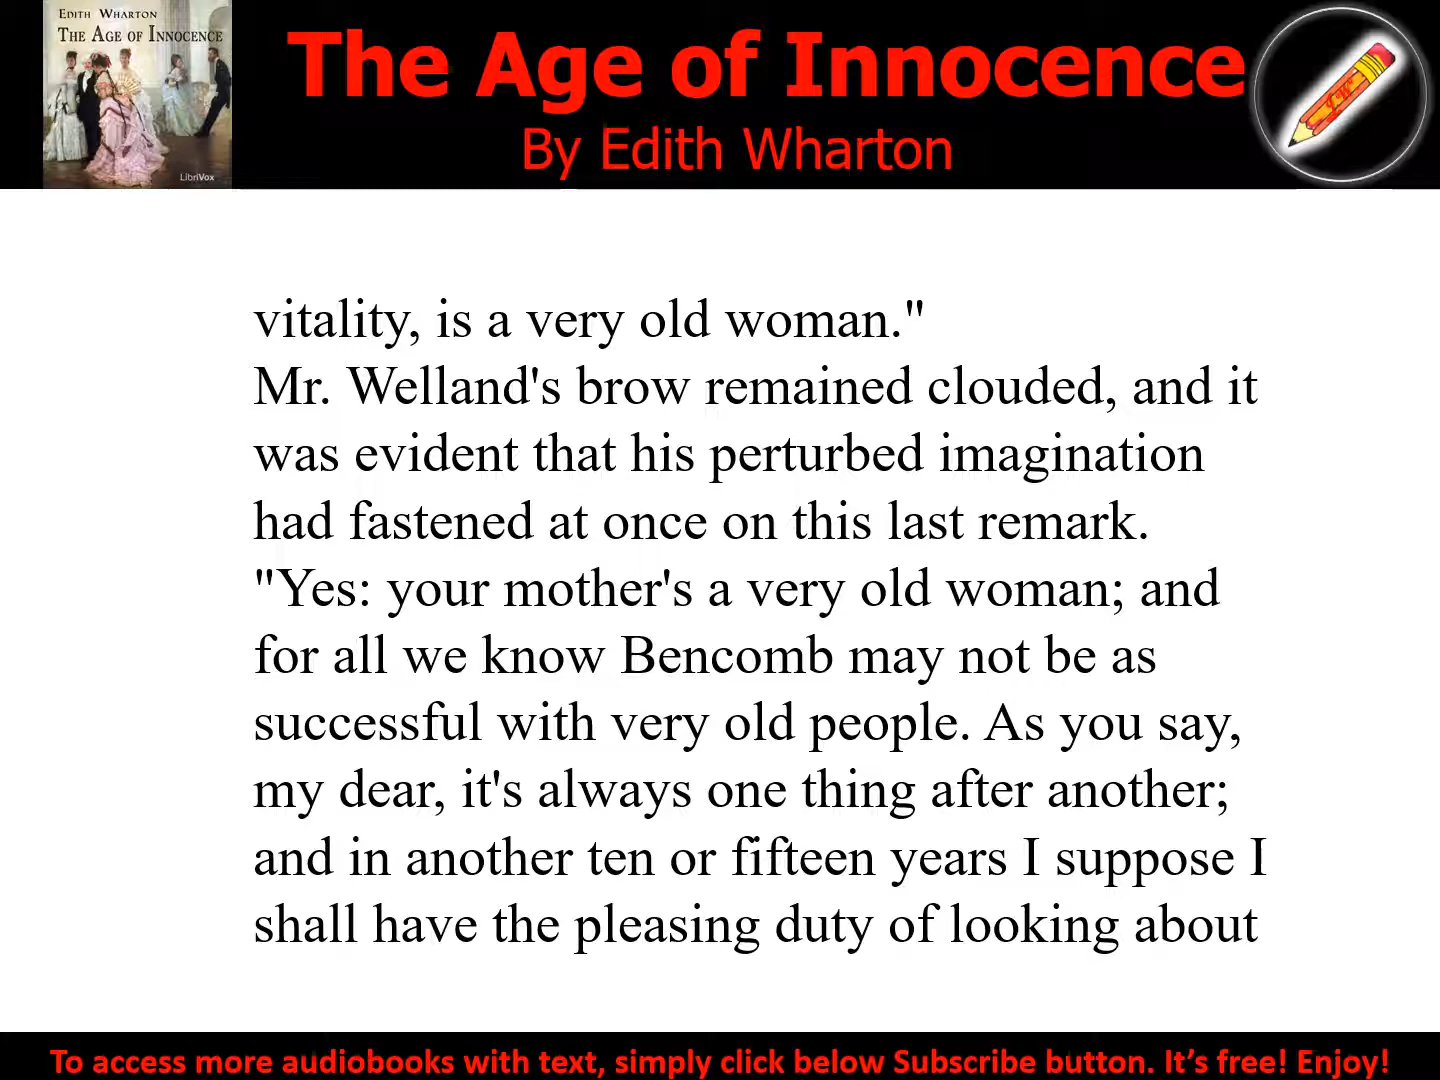 EDITH WHARTON
THE AGE OF INNOCENCE
LibriVox
The Age of Innocence
By Edith Wharton
vitality, is a very old woman."
Mr. Welland's brow remained clouded, and it
was evident that his perturbed imagination
had fastened at once on this last remark.
"Yes: your mother's a very old woman; and
for all we know Bencomb may not be as
successful with very old people. As you say,
my dear, it's always one thing after another;
and in another ten or fifteen years I suppose I
shall have the pleasing duty of looking about
To access more audiobooks with text, simply click below Subscribe button. It’s free! Enjoy!